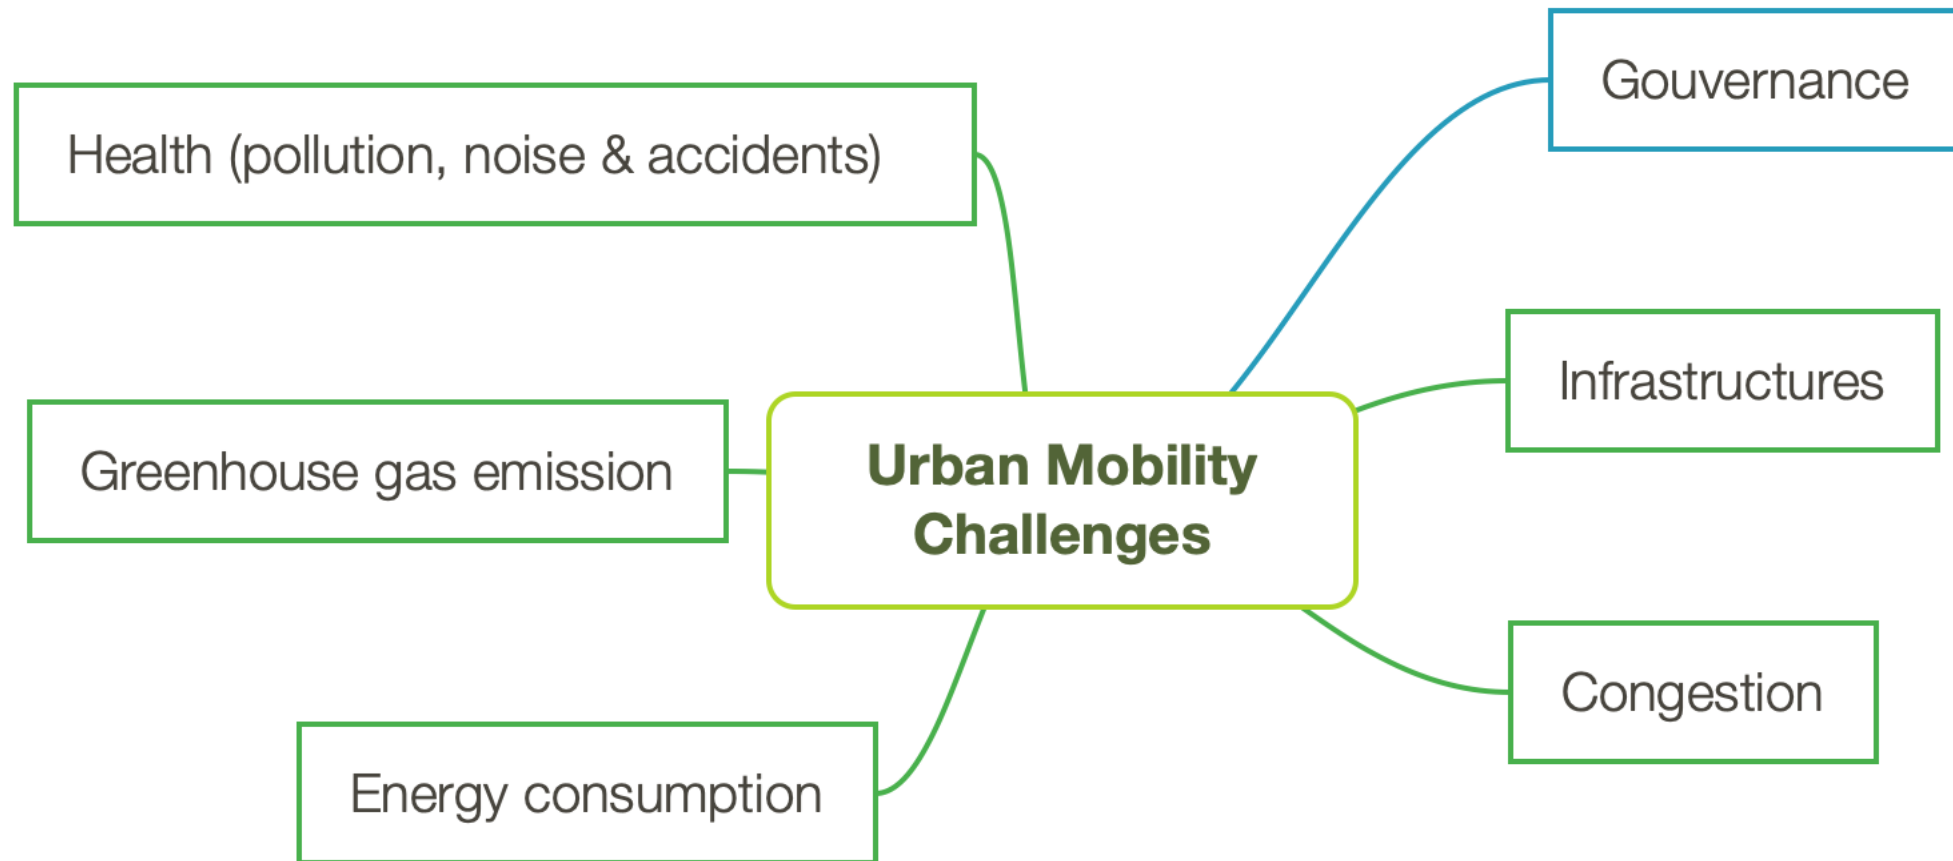 Gouvernance
Health (pollution, noise & accidents)
Infrastructures
Urban Mobility
Challenges
Greenhouse gas emission
Congestion
Energy consumption